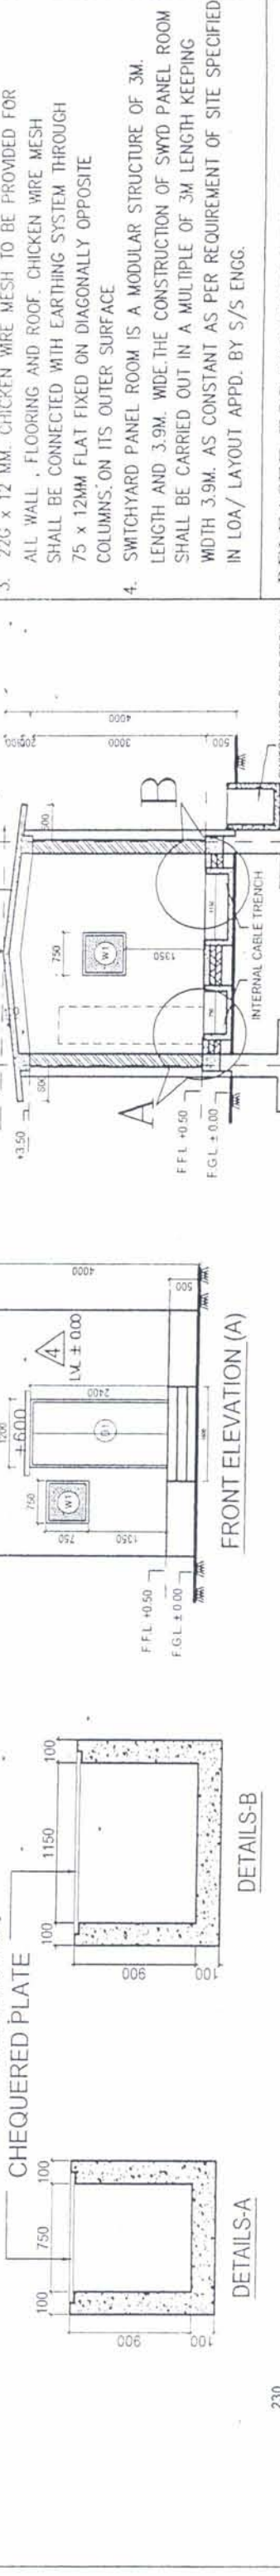 CHEQUERED PLATE
100
750
100
900
100
DETAILS-A
100
1150
100
900
100
DETAILS-B
230
1200
+600
750
W1
750
1350
D1
2400
4
LVL ± 0.00
4000
500
F.F.L +0.50
F.G.L ± 0.00
FRONT ELEVATION (A)
+3.50
600
600
750
W1
1350
3000
4000
500
A
B
F.F.L +0.50
F.G.L ± 0.00
INTERNAL CABLE TRENCH
3. 22G x 12 MM. CHICKEN WIRE MESH TO BE PROVIDED FOR
ALL WALL , FLOORING AND ROOF. CHICKEN WIRE MESH
SHALL BE CONNECTED WITH EARTHING SYSTEM THROUGH
75 x 12MM FLAT FIXED ON DIAGONALLY OPPOSITE
COLUMNS. ON ITS OUTER SURFACE
4. SWITCHYARD PANEL ROOM IS A MODULAR STRUCTURE OF 3M.
LENGTH AND 3.9M. WIDE.THE CONSTRUCTION OF SWYD PANEL ROOM
SHALL BE CARRIED OUT IN A MULTIPLE OF 3M LENGTH KEEPING
WIDTH 3.9M. AS CONSTANT AS PER REQUIREMENT OF SITE SPECIFIED
IN LOA/ LAYOUT APPD. BY S/S ENGG.